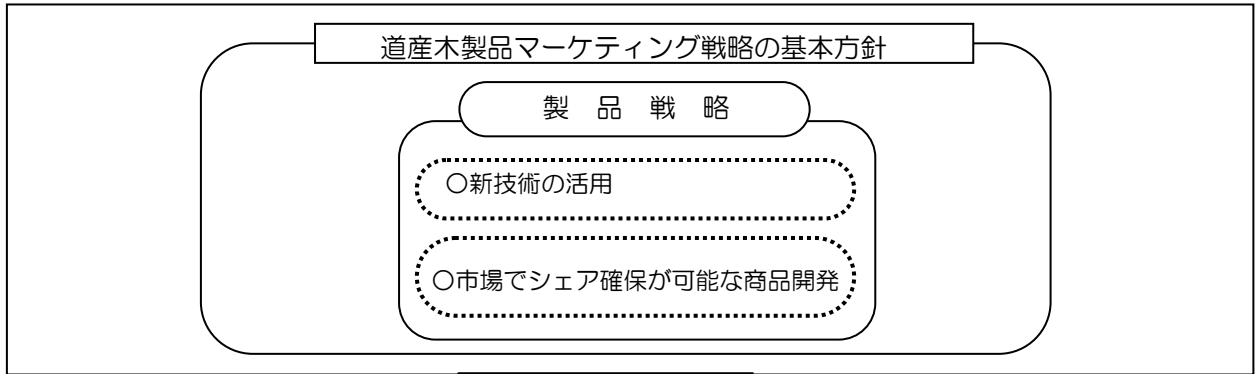 道産木製品マーケティング戦略の基本方針
製 品 戦 略
○新技術の活用
○市場でシェア確保が可能な商品開発